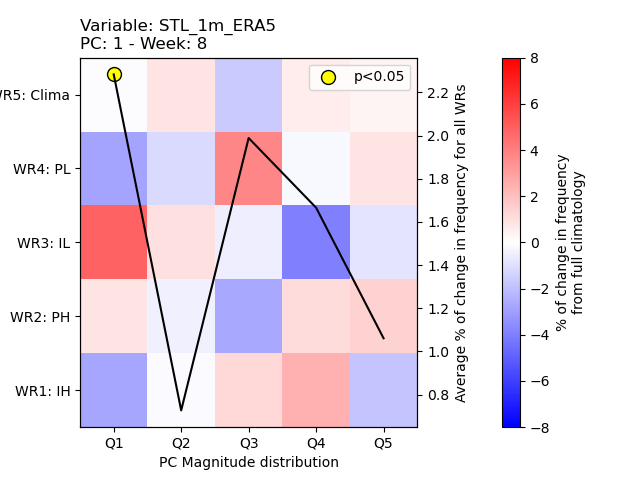 Variable: STL_1m_ERA5
PC: 1 - Week: 8
p<0.05
WR5: Clima
WR4: PL
WR3: IL
WR2: PH
WR1: IH
Q1 Q2 Q3 Q4 Q5
PC Magnitude distribution
2.2
2.0
1.8
1.6
1.4
1.2
1.0
0.8
Average % of change in frequency for all WRs
8
6
4
2
0
−2
−4
−6
−8
% of change in frequency
from full climatology